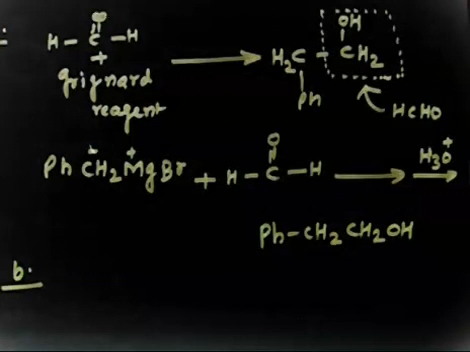 O
H - C - H
+
grignard
reagent
OH
H2C - CH2
Ph
HCHO
O
Ph CH2MgBr + H - C - H H3O+
Ph-CH2CH2OH
b.